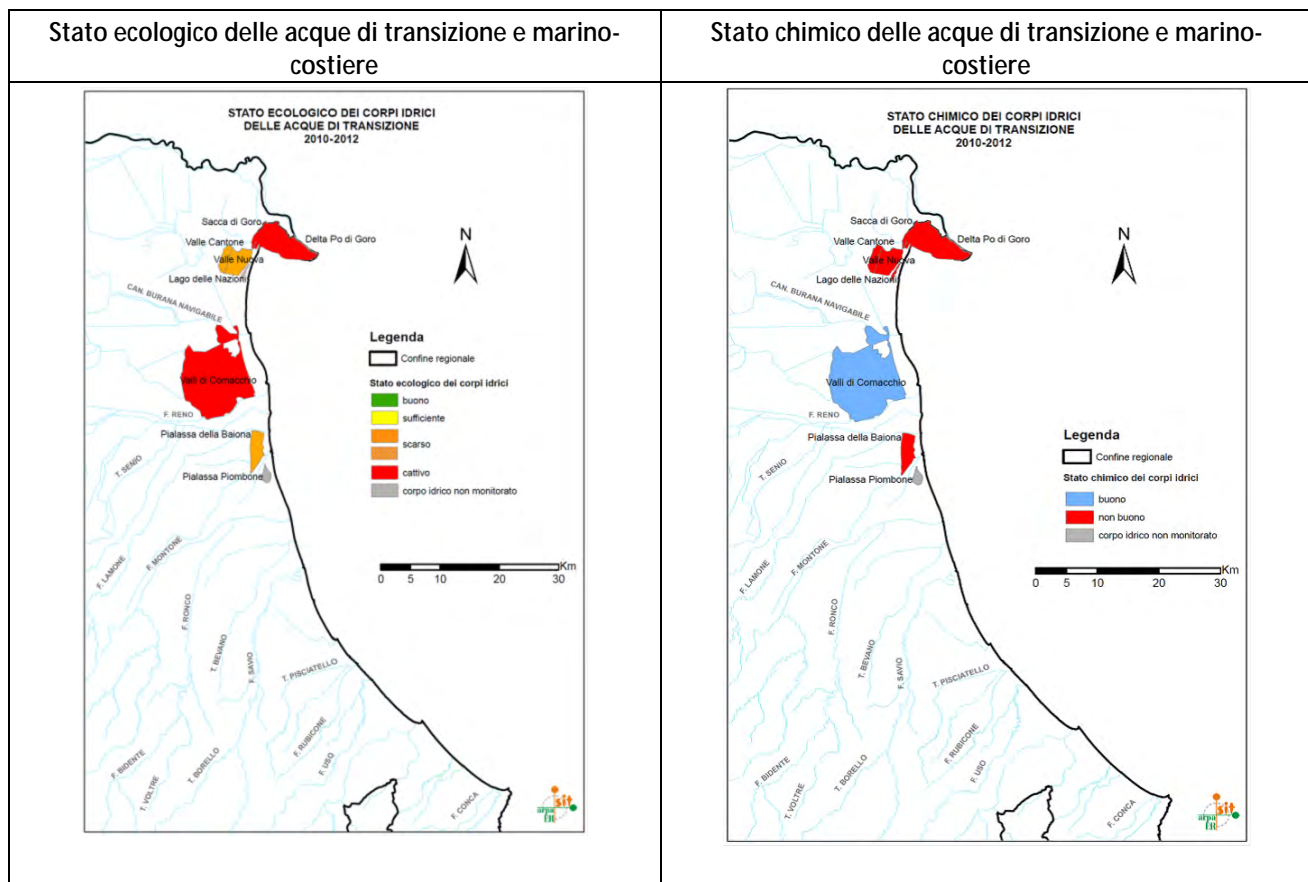 Stato ecologico delle acque di transizione e marino-
costiere
Stato chimico delle acque di transizione e marino-
costiere
STATO ECOLOGICO DEI CORPI IDRICI
DELLE ACQUE DI TRANSIZIONE
2010-2012
Sacca di Goro
Delta Po di Goro
Valle Cantone
Valle Nuova
Lago delle Nazioni
N
CAN. BURANA NAVIGABILE
Valli di Comacchio
F. RENO
Pialassa della Baiona
T. SENIO
Pialassa Piombone
F. LAMONE
F. MONTONE
F. RONCO
T. BEVANO
F. SAVIO
T. PISCIATELLO
F. RUBICONE
F. USO
F. BIDENTE
T. VOLTRE
T. BORELLO
F. CONCA
Legenda
Confine regionale
Stato ecologico dei corpi idrici
buono
sufficiente
scarso
cattivo
corpo idrico non monitorato
Km
0 5 10 20 30
sit
arpa
ER
STATO CHIMICO DEI CORPI IDRICI
DELLE ACQUE DI TRANSIZIONE
2010-2012
Sacca di Goro
Delta Po di Goro
Valle Cantone
Valle Nuova
Lago delle Nazioni
N
CAN. BURANA NAVIGABILE
Valli di Comacchio
F. RENO
Pialassa della Baiona
T. SENIO
Pialassa Piombone
F. LAMONE
F. MONTONE
F. RONCO
T. BEVANO
F. SAVIO
T. PISCIATELLO
F. RUBICONE
F. USO
F. BIDENTE
T. VOLTRE
T. BORELLO
F. CONCA
Legenda
Confine regionale
Stato chimico dei corpi idrici
buono
non buono
corpo idrico non monitorato
Km
0 5 10 20 30
sit
arpa
ER